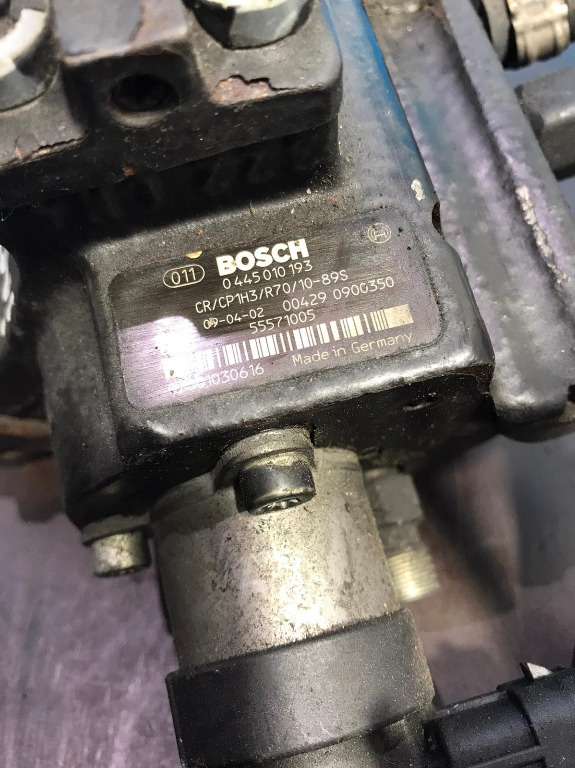 011 BOSCH
0 445 010 193
CR/CP1H3/R70/10-89S
09-04-02 00429 0900350
55571005
030616 Made in Germany